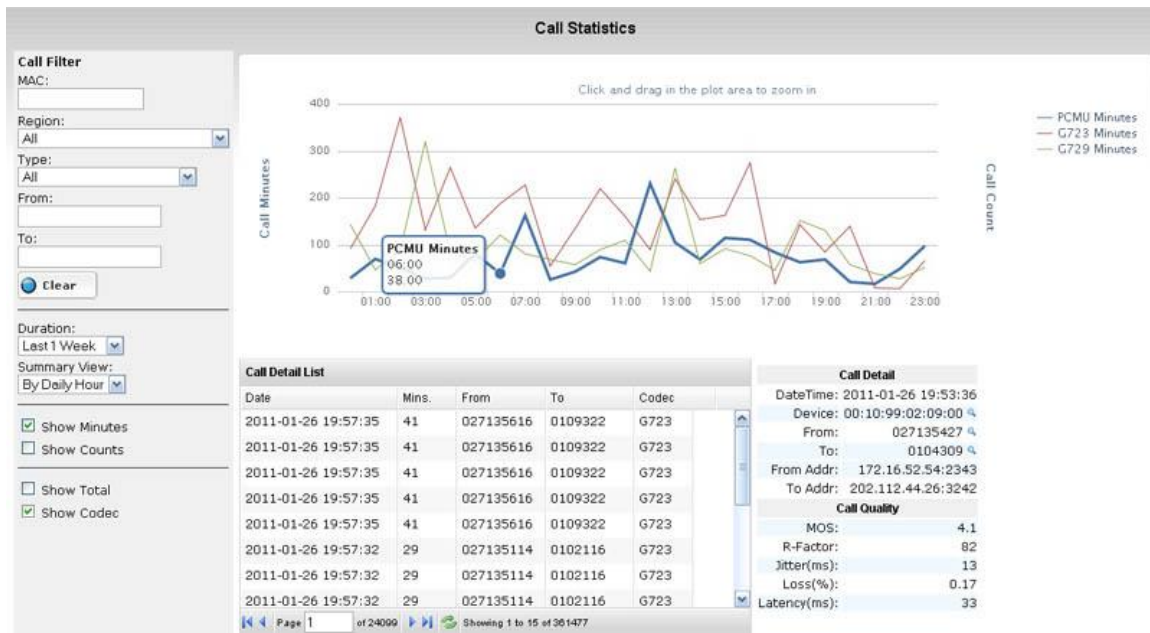 Call Statistics
Call Filter
MAC:
Region:
All
Type:
All
From:
To:
Clear
Duration:
Last 1 Week
Summary View:
By Daily Hour
Show Minutes
Show Counts
Show Total
Show Codec
Click and drag in the plot area to zoom in
Call Minutes
400
300
200
100
0
PCMU Minutes
06:00
38.00
01:00 03:00 05:00 07:00 09:00 11:00 13:00 15:00 17:00 19:00 21:00 23:00
Call Count
PCMU Minutes
G723 Minutes
G729 Minutes
Call Detail List
Date Mins. From To Codec
2011-01-26 19:57:35 41 027135616 0109322 G723
2011-01-26 19:57:35 41 027135616 0109322 G723
2011-01-26 19:57:35 41 027135616 0109322 G723
2011-01-26 19:57:35 41 027135616 0109322 G723
2011-01-26 19:57:35 41 027135616 0109322 G723
2011-01-26 19:57:32 29 027135114 0102116 G723
2011-01-26 19:57:32 29 027135114 0102116 G723
2011-01-26 19:57:32 29 027135114 0102116 G723
Page 1 of 24099 Showing 1 to 15 of 361477
Call Detail
DateTime: 2011-01-26 19:53:36
Device: 00:10:99:02:09:00
From: 027135427
To: 0104309
From Addr: 172.16.52.54:2343
To Addr: 202.112.44.26:3242
Call Quality
MOS: 4.1
R-Factor: 82
Jitter(ms): 13
Loss(%): 0.17
Latency(ms): 33